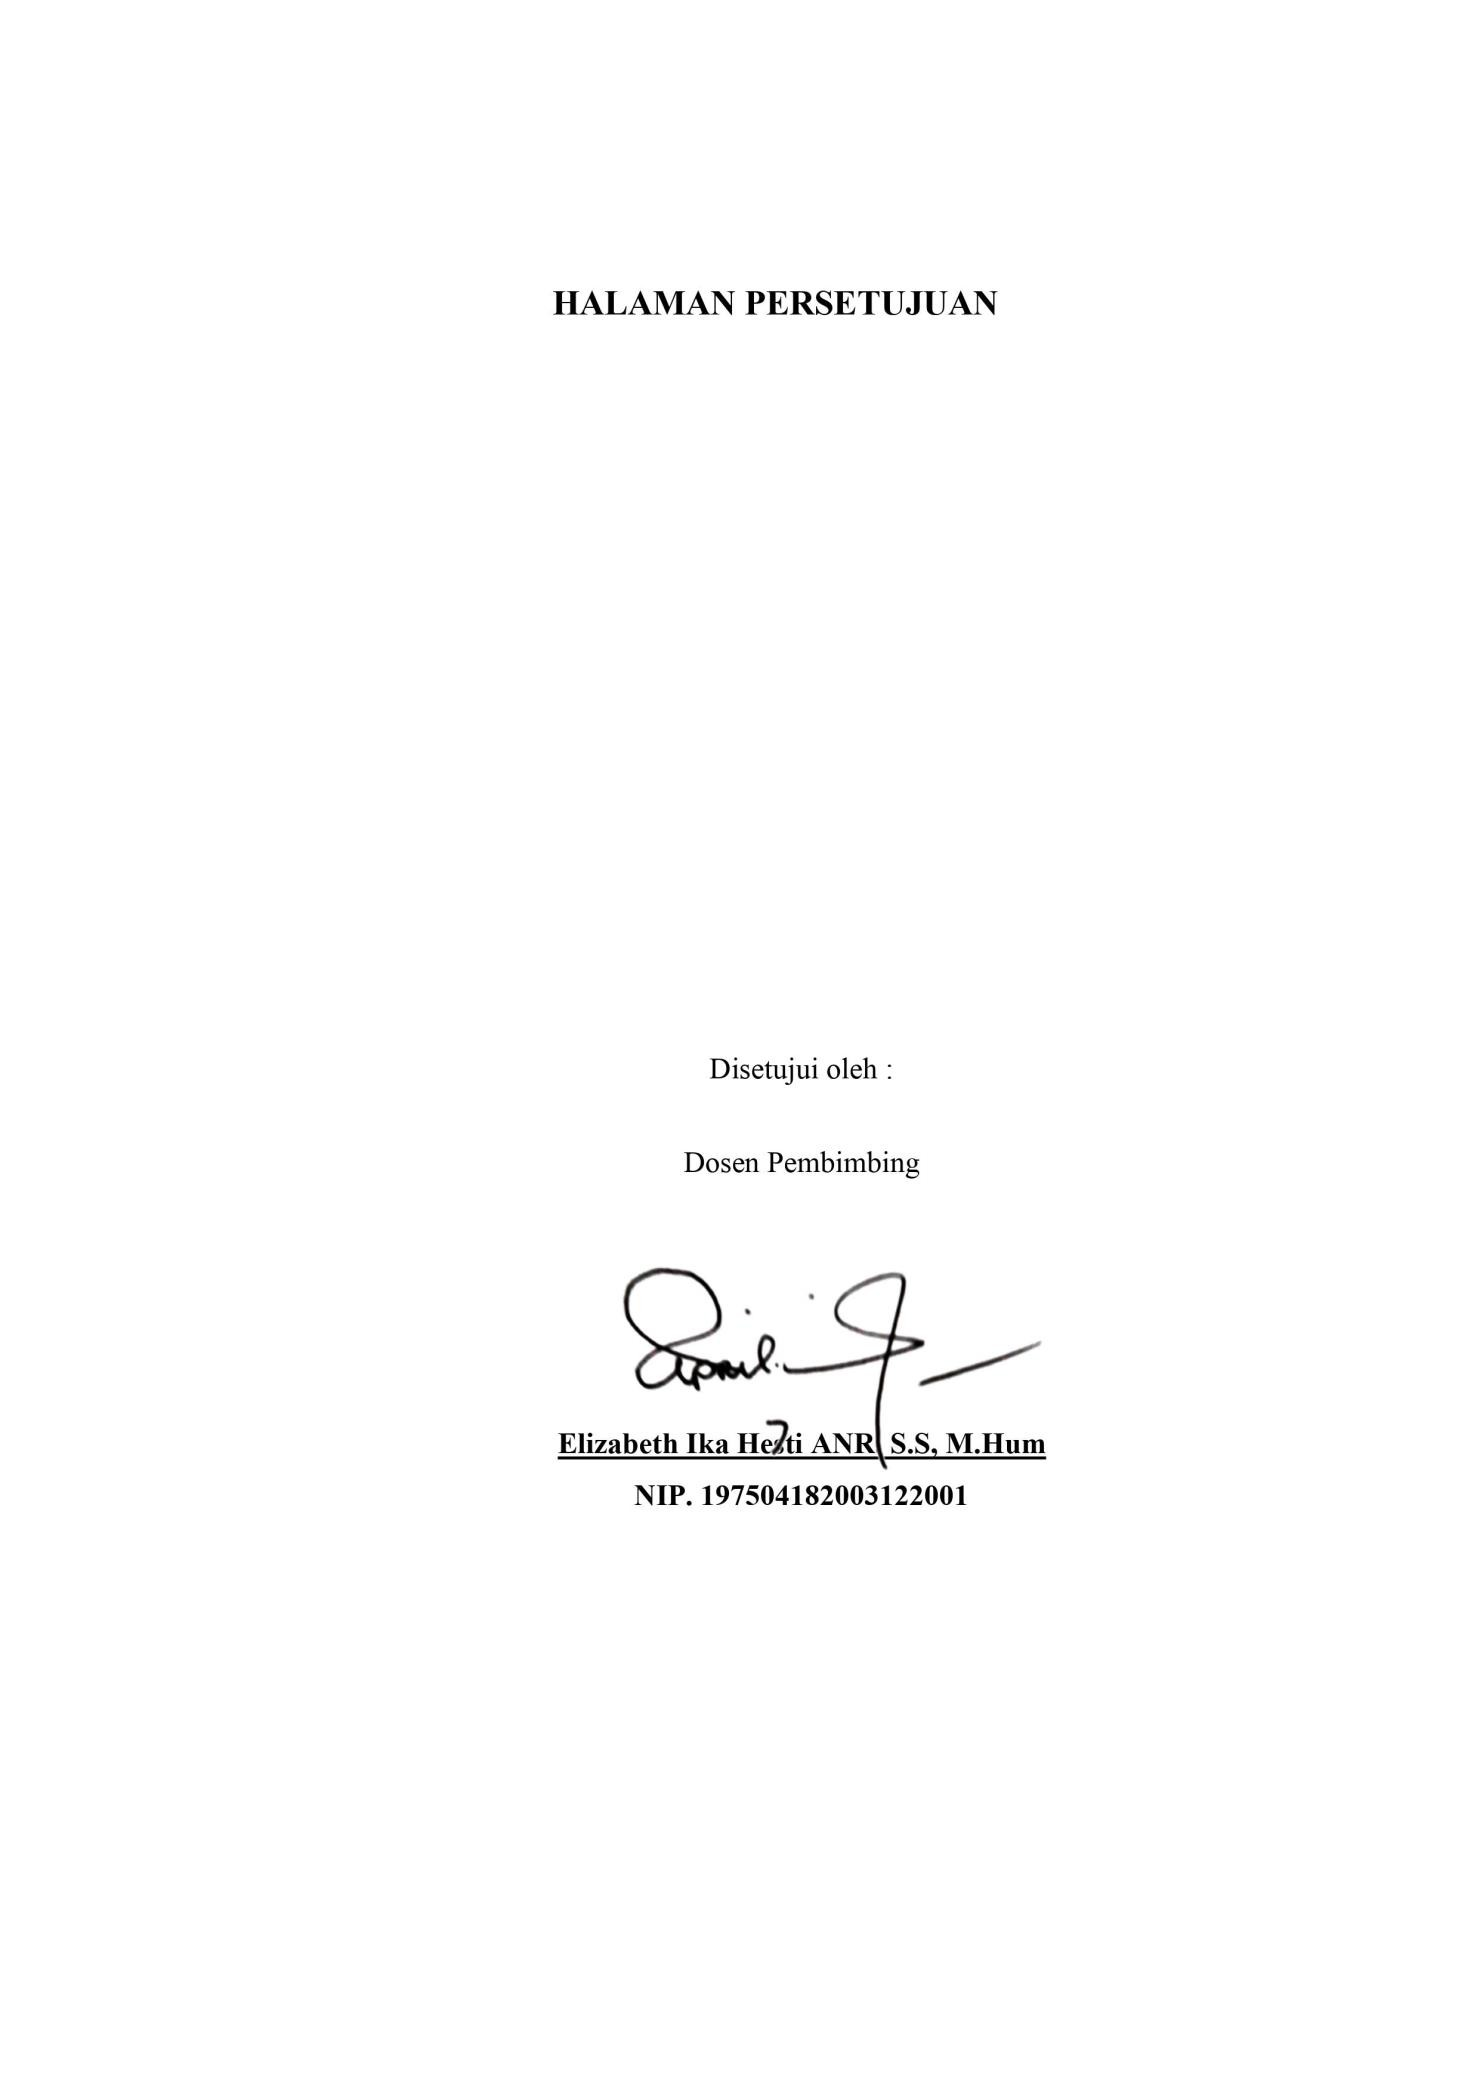 HALAMAN PERSETUJUAN
Disetujui oleh :
Dosen Pembimbing
Elizabeth Ika Hesti ANR, S.S, M.Hum
NIP. 197504182003122001